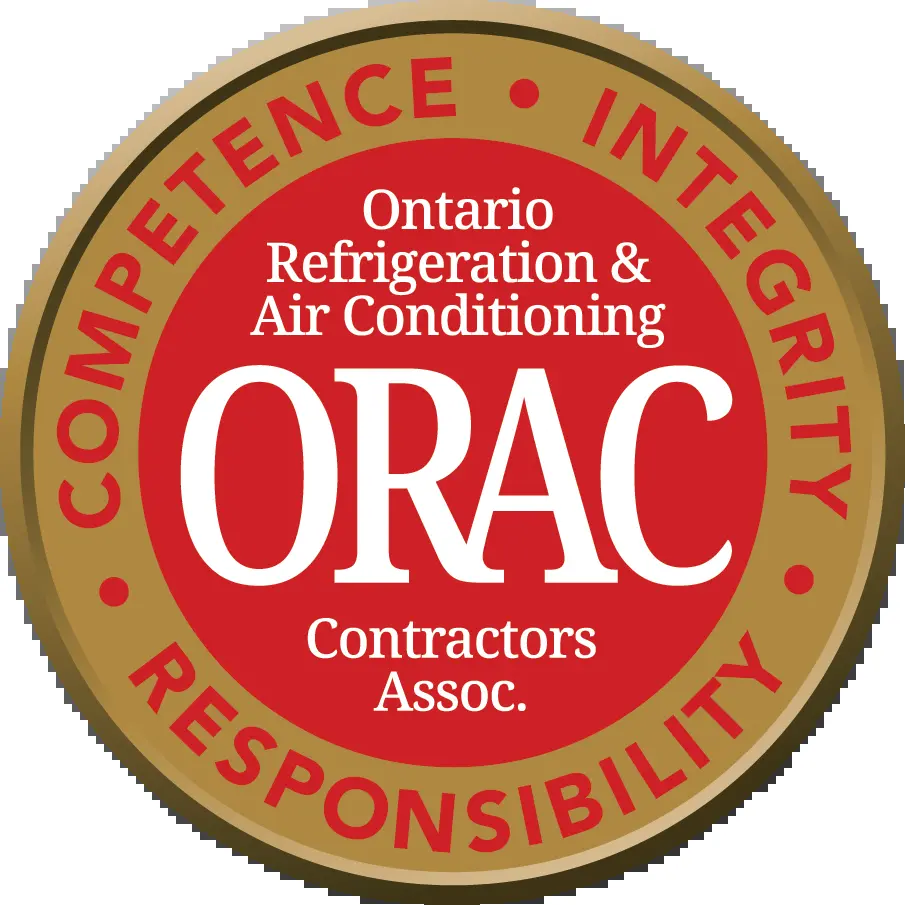 COMPETENCE • INTEGRITY •
Ontario
Refrigeration &
Air Conditioning
ORAC
Contractors
Assoc.
RESPONSIBILITY •